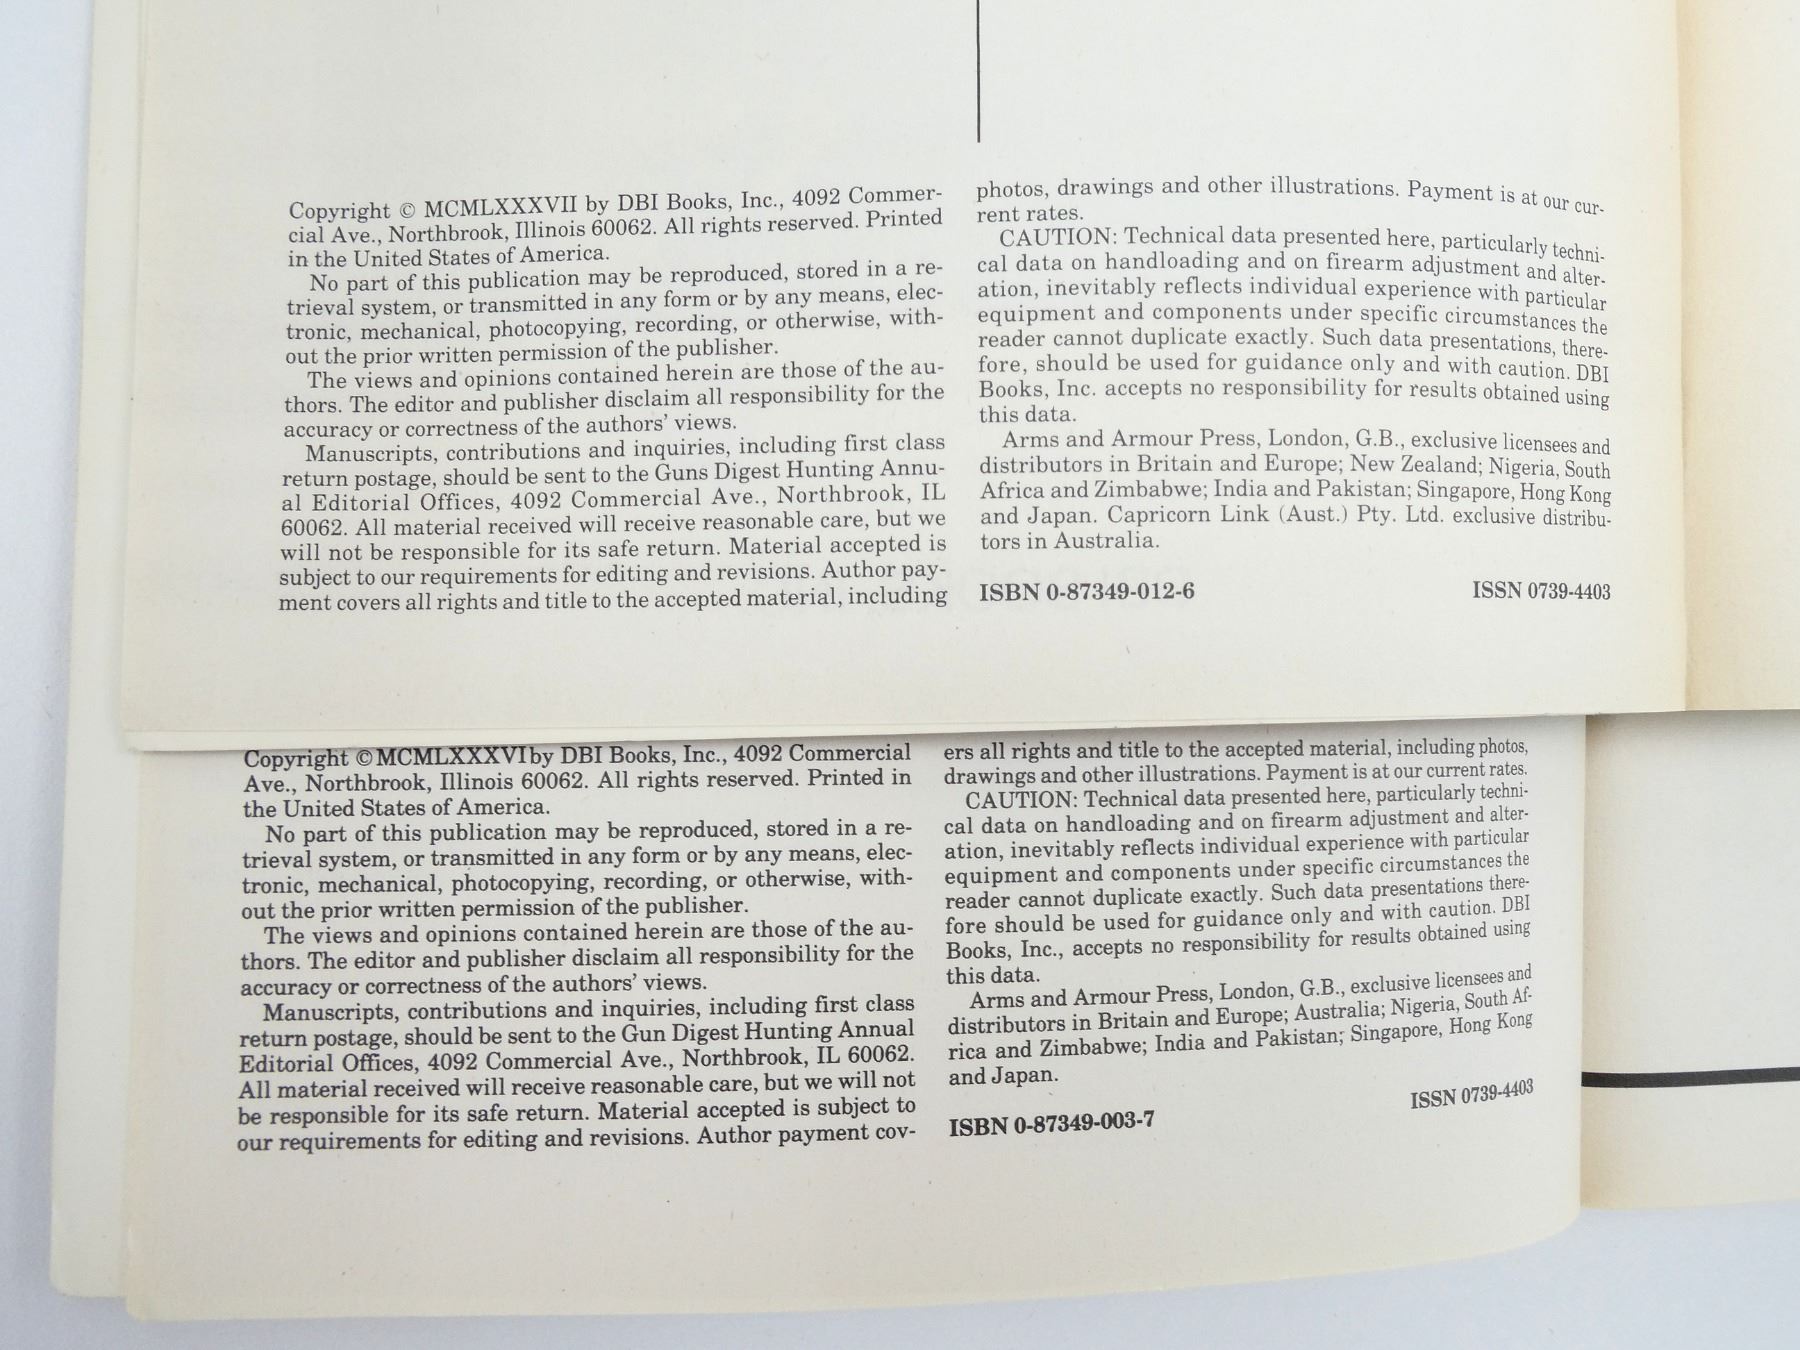 Copyright © MCMLXXXVII by DBI Books, Inc., 4092 Commer-
cial Ave., Northbrook, Illinois 60062. All rights reserved. Printed
in the United States of America.
No part of this publication may be reproduced, stored in a re-
trieval system, or transmitted in any form or by any means, elec-
tronic, mechanical, photocopying, recording, or otherwise, with-
out the prior written permission of the publisher.
The views and opinions contained herein are those of the au-
thors. The editor and publisher disclaim all responsibility for the
accuracy or correctness of the authors' views.
Manuscripts, contributions and inquiries, including first class
return postage, should be sent to the Guns Digest Hunting Annu-
al Editorial Offices, 4092 Commercial Ave., Northbrook, IL
60062. All material received will receive reasonable care, but we
will not be responsible for its safe return. Material accepted is
subject to our requirements for editing and revisions. Author pay-
ment covers all rights and title to the accepted material, including
photos, drawings and other illustrations. Payment is at our cur-
rent rates.
CAUTION: Technical data presented here, particularly techni-
cal data on handloading and on firearm adjustment and alter-
ation, inevitably reflects individual experience with particular
equipment and components under specific circumstances the
reader cannot duplicate exactly. Such data presentations, there-
fore, should be used for guidance only and with caution. DBI
Books, Inc. accepts no responsibility for results obtained using
this data.
Arms and Armour Press, London, G.B., exclusive licensees and
distributors in Britain and Europe; New Zealand; Nigeria, South
Africa and Zimbabwe; India and Pakistan; Singapore, Hong Kong
and Japan. Capricorn Link (Aust.) Pty. Ltd. exclusive distribu-
tors in Australia.
ISBN 0-87349-012-6
ISSN 0739-4403
Copyright ©MCMLXXXVI by DBI Books, Inc., 4092 Commercial
Ave., Northbrook, Illinois 60062. All rights reserved. Printed in
the United States of America.
No part of this publication may be reproduced, stored in a re-
trieval system, or transmitted in any form or by any means, elec-
tronic, mechanical, photocopying, recording, or otherwise, with-
out the prior written permission of the publisher.
The views and opinions contained herein are those of the au-
thors. The editor and publisher disclaim all responsibility for the
accuracy or correctness of the authors' views.
Manuscripts, contributions and inquiries, including first class
return postage, should be sent to the Gun Digest Hunting Annual
Editorial Offices, 4092 Commercial Ave., Northbrook, IL 60062.
All material received will receive reasonable care, but we will not
be responsible for its safe return. Material accepted is subject to
our requirements for editing and revisions. Author payment cov-
ers all rights and title to the accepted material, including photos,
drawings and other illustrations. Payment is at our current rates.
CAUTION: Technical data presented here, particularly techni-
cal data on handloading and on firearm adjustment and alter-
ation, inevitably reflects individual experience with particular
equipment and components under specific circumstances the
reader cannot duplicate exactly. Such data presentations there-
fore should be used for guidance only and with caution. DBI
Books, Inc., accepts no responsibility for results obtained using
this data.
Arms and Armour Press, London, G.B., exclusive licensees and
distributors in Britain and Europe; Australia; Nigeria, South Af-
rica and Zimbabwe; India and Pakistan; Singapore, Hong Kong
and Japan.
ISBN 0-87349-003-7
ISSN 0739-4403